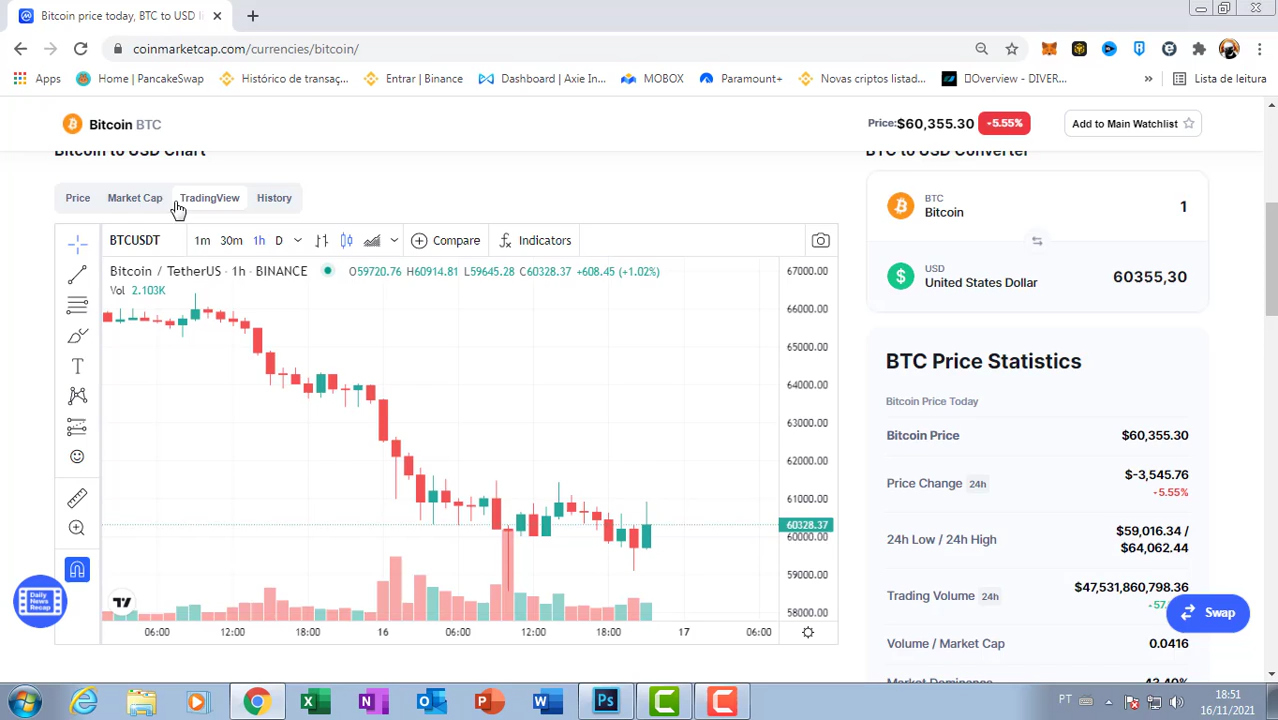 Bitcoin price today, BTC to USD li
coinmarketcap.com/currencies/bitcoin/
Apps
Home | PancakeSwap
Histórico de transaç...
Entrar | Binance
Dashboard | Axie In...
MOBOX
Paramount+
Novas criptos listad...
Overview - DIVER...
»
Lista de leitura
Bitcoin BTC
Price:$60,355.30 -5.55%
Add to Main Watchlist
Bitcoin to USD Chart
Price Market Cap TradingView History
BTCUSDT 1m 30m 1h D Compare Indicators
Bitcoin / TetherUS · 1h · BINANCE O59720.76 H60914.81 L59645.28 C60328.37 +608.45 (+1.02%)
Vol 2.103K
67000.00
66000.00
65000.00
64000.00
63000.00
62000.00
61000.00
60328.37
60000.00
59000.00
58000.00
06:00 12:00 18:00 16 06:00 12:00 18:00 17 06:00
Daily
News
Recap
BTC to USD Converter
BTC
Bitcoin 1
USD
United States Dollar 60355,30
BTC Price Statistics
Bitcoin Price Today
Bitcoin Price $60,355.30
Price Change 24h $-3,545.76
-5.55%
24h Low / 24h High $59,016.34 /
$64,062.44
Trading Volume 24h $47,531,860,798.36
Swap
Volume / Market Cap 0.0416
Market Dominance
PT
18:51
16/11/2021